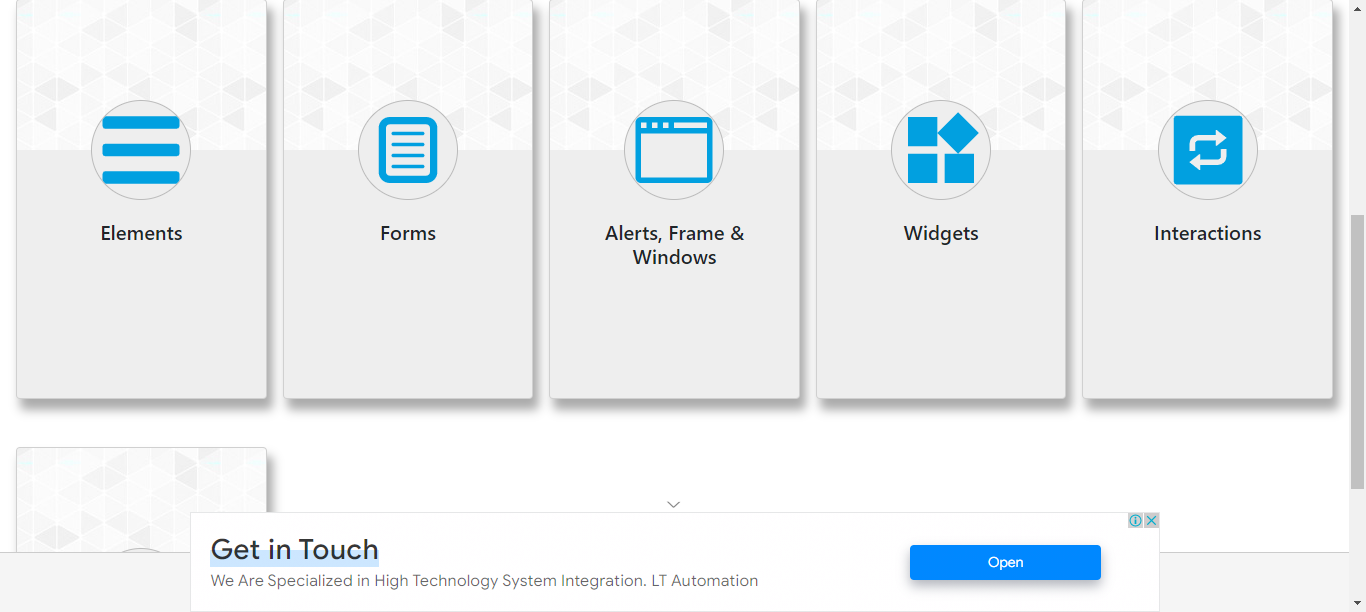 Elements
Forms
Alerts, Frame &
Windows
Widgets
Interactions
Get in Touch
We Are Specialized in High Technology System Integration. LT Automation
Open